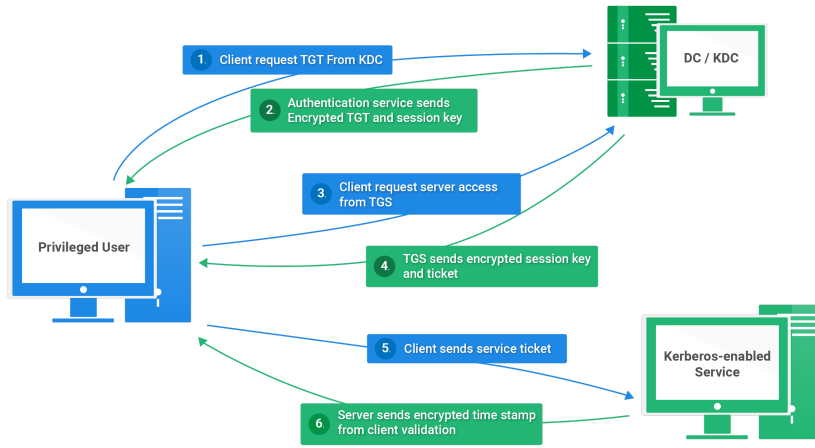 1. Client request TGT From KDC
DC / KDC
2. Authentication service sends
Encrypted TGT and session key
3. Client request server access
from TGS
Privileged User
4. TGS sends encrypted session key
and ticket
5. Client sends service ticket
Kerberos-enabled
Service
6. Server sends encrypted time stamp
from client validation